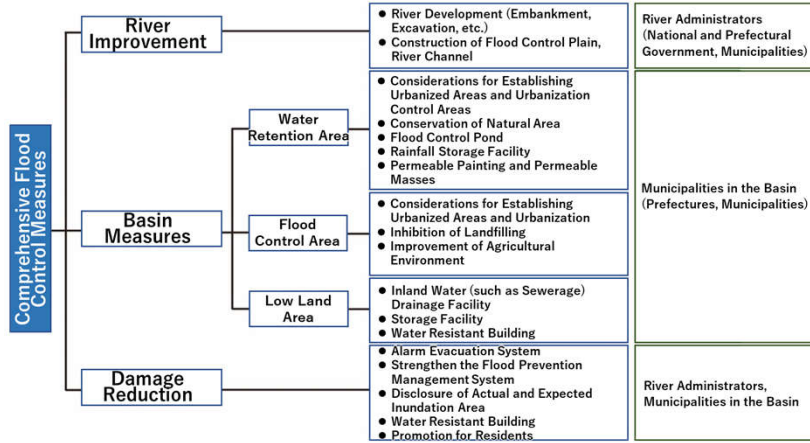 Comprehensive Flood
Control Measures
River
Improvement
● River Development (Embankment,
Excavation, etc.)
● Construction of Flood Control Plain,
River Channel
River Administrators
(National and Prefectural
Government, Municipalities)
Basin
Measures
Water
Retention Area
● Considerations for Establishing
Urbanized Areas and Urbanization
Control Areas
● Conservation of Natural Area
● Flood Control Pond
● Rainfall Storage Facility
● Permeable Painting and Permeable
Masses
Flood
Control Area
● Considerations for Establishing
Urbanized Areas and Urbanization
● Inhibition of Landfilling
● Improvement of Agricultural
Environment
Low Land
Area
● Inland Water (such as Sewerage)
Drainage Facility
● Storage Facility
● Water Resistant Building
Municipalities in the Basin
(Prefectures, Municipalities)
Damage
Reduction
● Alarm Evacuation System
● Strengthen the Flood Prevention
Management System
● Disclosure of Actual and Expected
Inundation Area
● Water Resistant Building
● Promotion for Residents
River Administrators,
Municipalities in the Basin